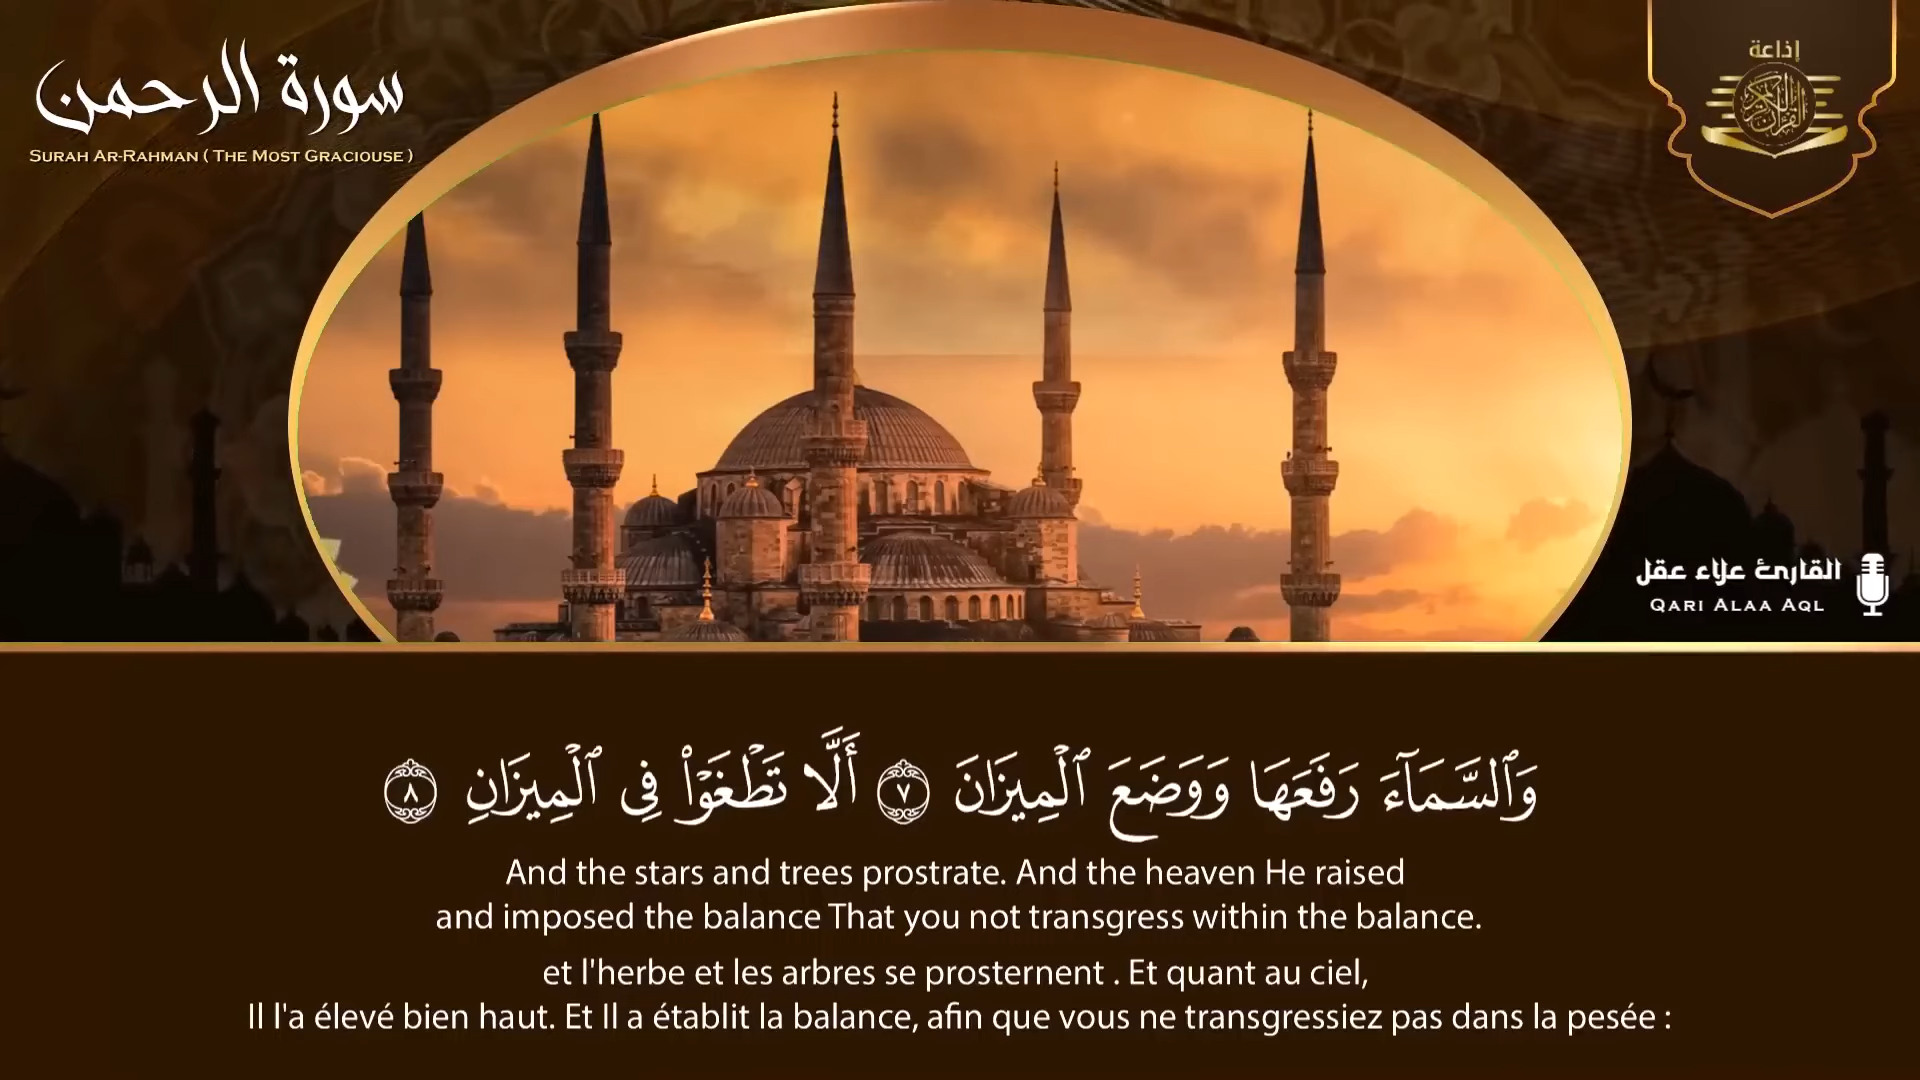 سورة الرحمن
SURAH AR-RAHMAN ( THE MOST GRACIOUSE )
إذاعة
القرآن الكريم
القارئ علاء عقل
QARI ALAA AQL
وَٱلسَّمَآءَ رَفَعَهَا وَوَضَعَ ٱلْمِيزَانَ ٧ أَلَّا تَطْغَوْا۟ فِى ٱلْمِيزَانِ ٨
And the stars and trees prostrate. And the heaven He raised
and imposed the balance That you not transgress within the balance.
et l'herbe et les arbres se prosternent . Et quant au ciel,
Il l'a élevé bien haut. Et Il a établit la balance, afin que vous ne transgressiez pas dans la pesée :